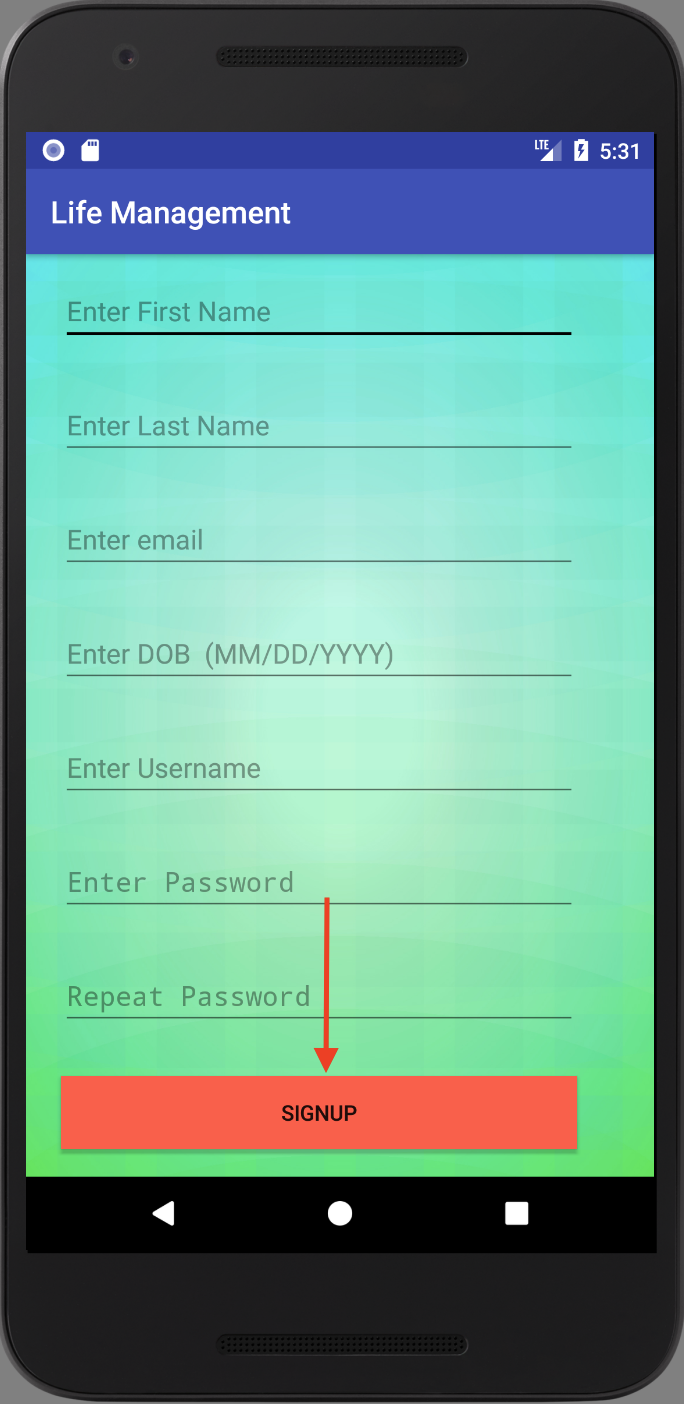 LTE 5:31
Life Management
Enter First Name
Enter Last Name
Enter email
Enter DOB  (MM/DD/YYYY)
Enter Username
Enter Password
Repeat Password
SIGNUP